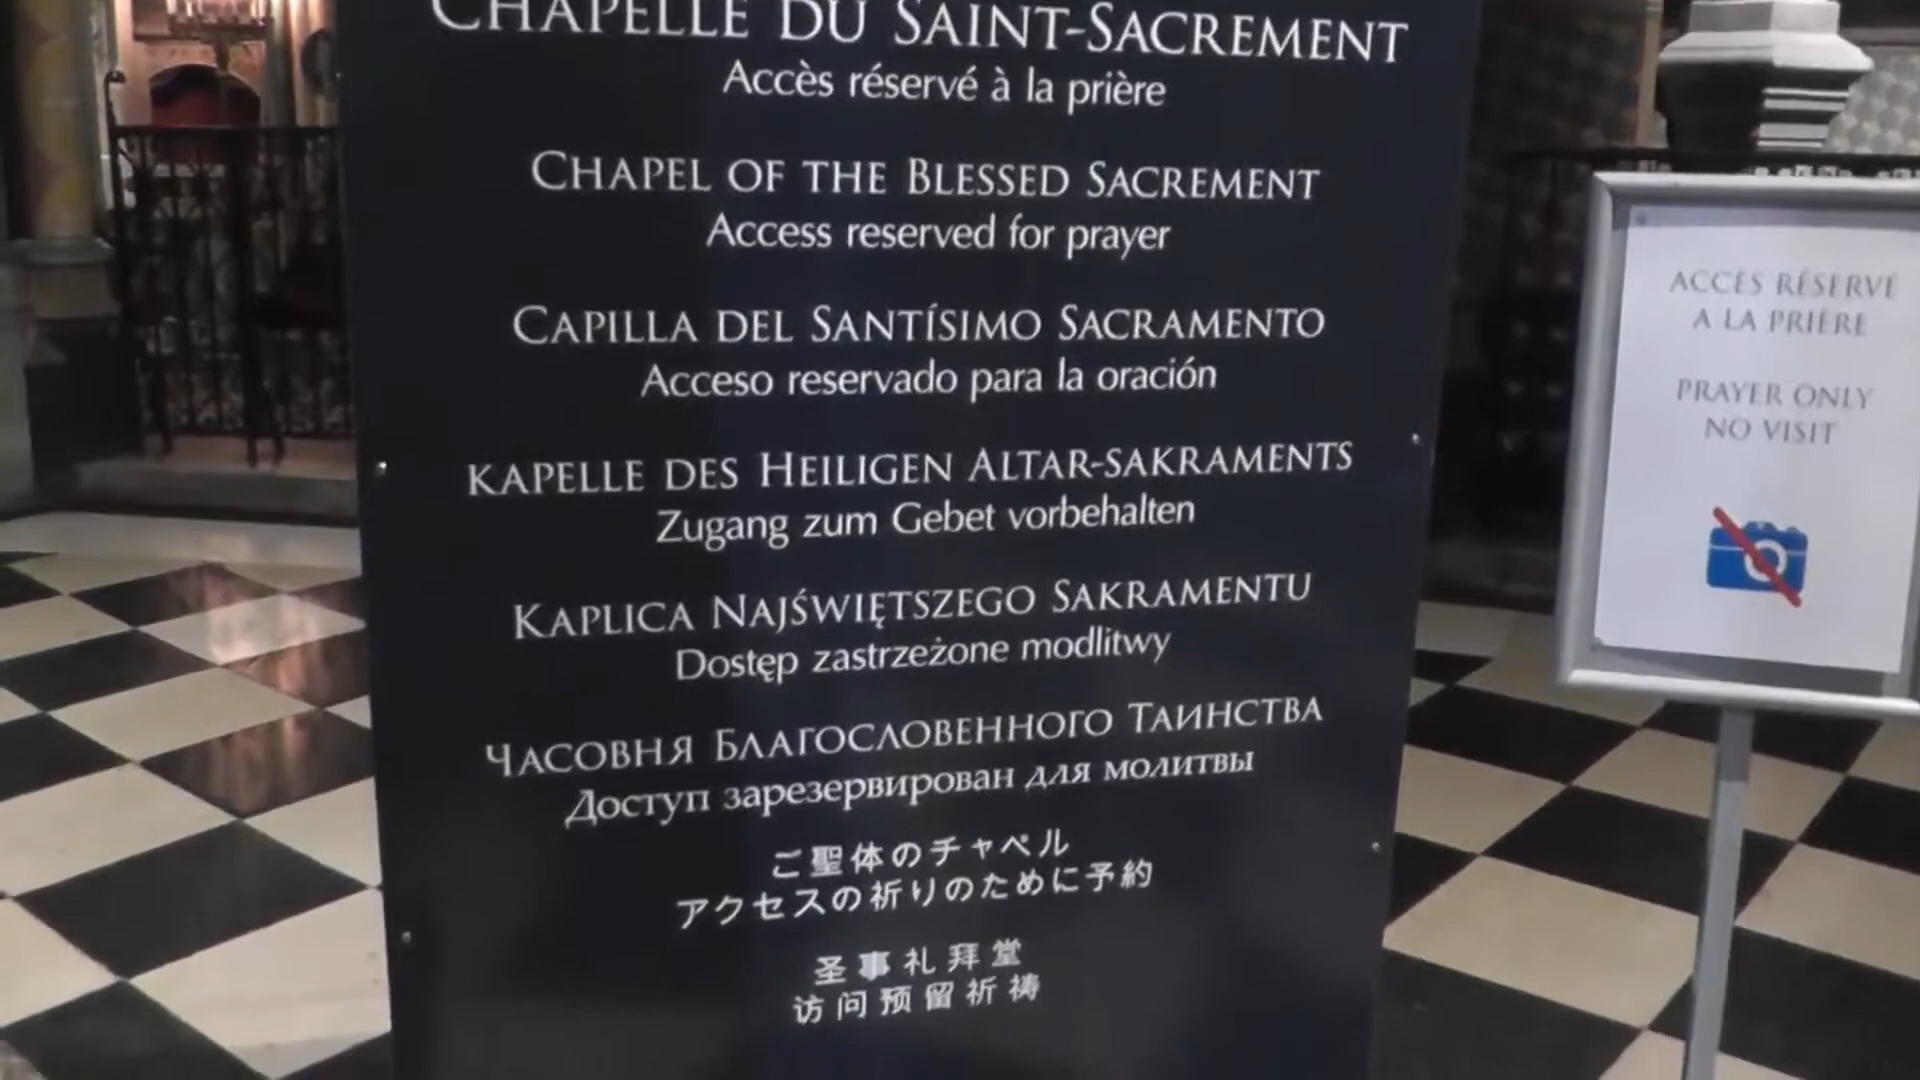 CHAPELLE DU SAINT-SACREMENT
Accès réservé à la prière
CHAPEL OF THE BLESSED SACREMENT
Access reserved for prayer
CAPILLA DEL SANTÍSIMO SACRAMENTO
Acceso reservado para la oración
KAPELLE DES HEILIGEN ALTAR-SAKRAMENTS
Zugang zum Gebet vorbehalten
KAPLICA NAJŚWIĘTSZEGO SAKRAMENTU
Dostęp zastrzeżone modlitwy
ЧАСОВНЯ БЛАГОСЛОВЕННОГО ТАИНСТВА
Доступ зарезервирован для молитвы
ご聖体のチャペル
アクセスの祈りのために予約
圣事礼拜堂
访问预留祈祷
ACCÈS RÉSERVÉ
A LA PRIÈRE
PRAYER ONLY
NO VISIT